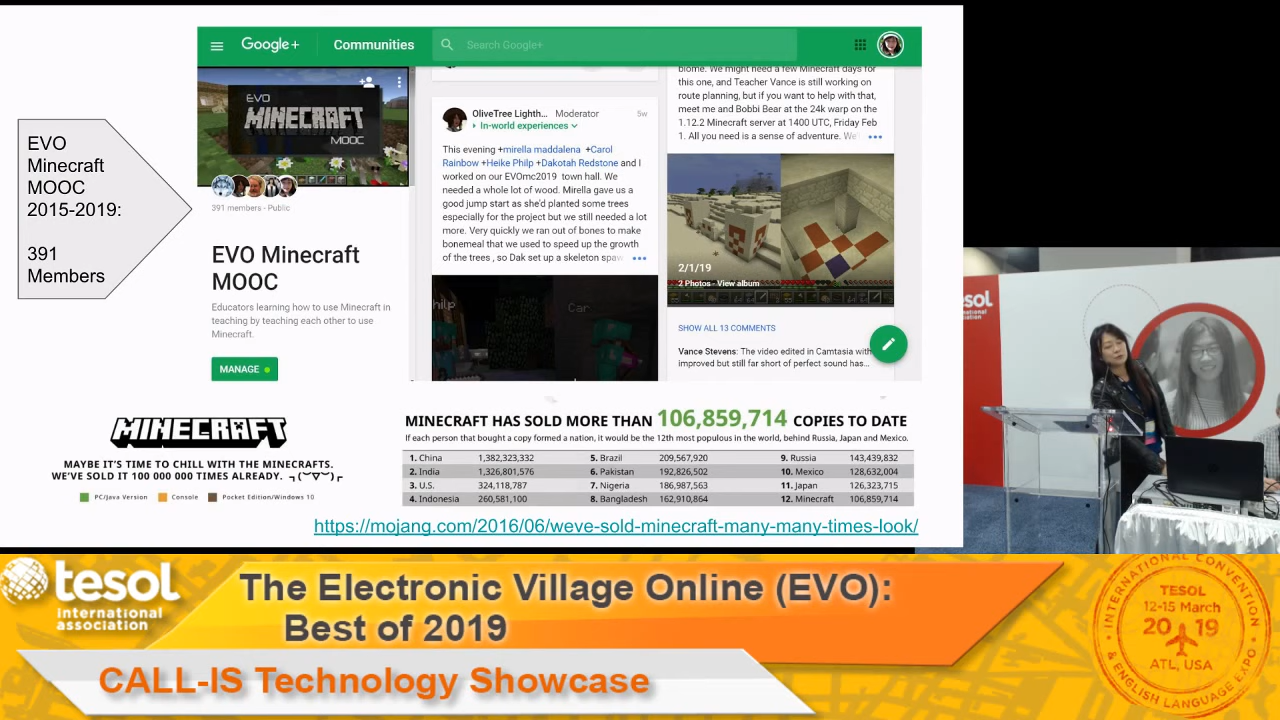 EVO
Minecraft
MOOC
2015-2019:
391
Members
Google+
Communities
Search Google+
EVO
MINECRAFT
MOOC
391 members - Public
EVO Minecraft
MOOC
Educators learning how to use Minecraft in
teaching by teaching each other to use
Minecraft.
MANAGE
OliveTree Lighth... Moderator 5w
In-world experiences
This evening +mirella maddalena +Carol
Rainbow +Heike Philp +Dakotah Redstone and I
worked on our EVOmc2019 town hall. We
needed a whole lot of wood. Mirella gave us a
good jump start as she'd planted some trees
especially for the project but we still needed a lot
more. Very quickly we ran out of bones to make
bonemeal that we used to speed up the growth
of the trees , so Dak set up a skeleton spaw
hilp
Car
biome. We might need a few Minecraft days for
this one, and Teacher Vance is still working on
route planning, but if you want to help with that,
meet me and Bobbi Bear at the 24k warp on the
1.12.2 Minecraft server at 1400 UTC, Friday Feb
1. All you need is a sense of adventure. We
2/1/19
2 Photos - View album
SHOW ALL 13 COMMENTS
Vance Stevens: The video edited in Camtasia with
improved but still far short of perfect sound has...
MINECRAFT
MAYBE IT'S TIME TO CHILL WITH THE MINECRAFTS.
WE'VE SOLD IT 100 000 000 TIMES ALREADY.
PC/Java Version Console Pocket Edition/Windows 10
MINECRAFT HAS SOLD MORE THAN 106,859,714 COPIES TO DATE
If each person that bought a copy formed a nation, it would be the 12th most populous in the world, behind Russia, Japan and Mexico.
1. China 1,382,323,332 5. Brazil 209,567,920 9. Russia 143,439,832
2. India 1,326,801,576 6. Pakistan 192,826,502 10. Mexico 128,632,004
3. U.S. 324,118,787 7. Nigeria 186,987,563 11. Japan 126,323,715
4. Indonesia 260,581,100 8. Bangladesh 162,910,864 12. Minecraft 106,859,714
https://mojang.com/2016/06/weve-sold-minecraft-many-many-times-look/
tesol
international
association
The Electronic Village Online (EVO):
Best of 2019
CALL-IS Technology Showcase
INTERNATIONAL CONVENTION
TESOL
12-15 March
2019
ATL, USA
& ENGLISH LANGUAGE EXPO